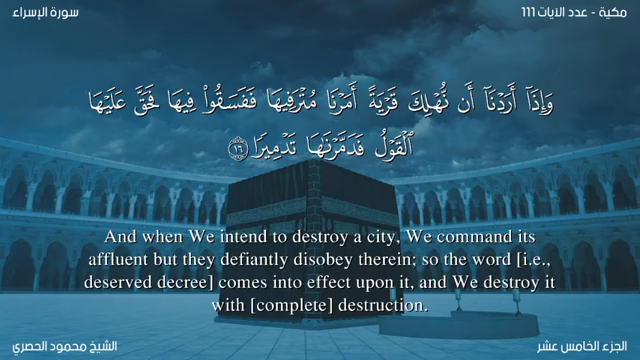 مكية - عدد الآيات 111
سورة الإسراء
وَإِذَآ أَرَدْنَآ أَن نُّهْلِكَ قَرْيَةً أَمَرْنَا مُتْرَفِيهَا فَفَسَقُوا۟ فِيهَا فَحَقَّ عَلَيْهَا
ٱلْقَوْلُ فَدَمَّرْنَٰهَا تَدْمِيرًا ١٦
And when We intend to destroy a city, We command its
affluent but they defiantly disobey therein; so the word [i.e.,
deserved decree] comes into effect upon it, and We destroy it
with [complete] destruction.
الجزء الخامس عشر
الشيخ محمود الحصري